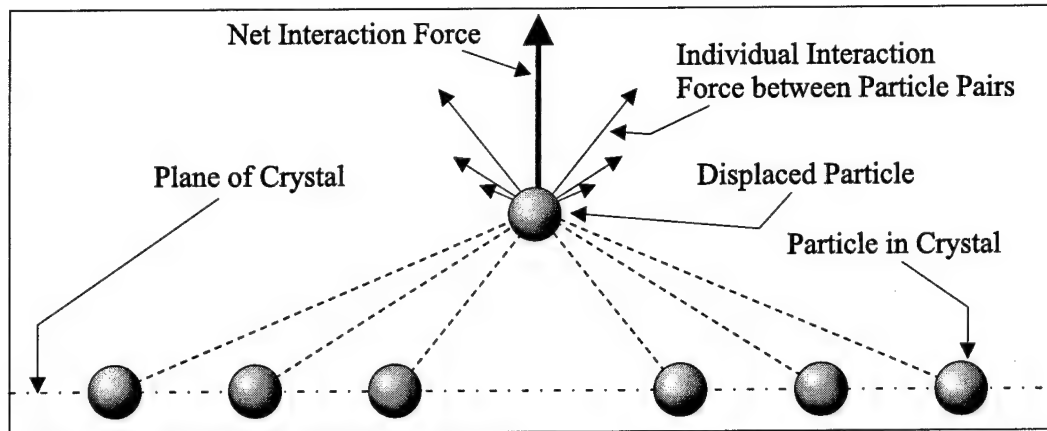 Net Interaction Force
Individual Interaction
Force between Particle Pairs
Plane of Crystal
Displaced Particle
Particle in Crystal